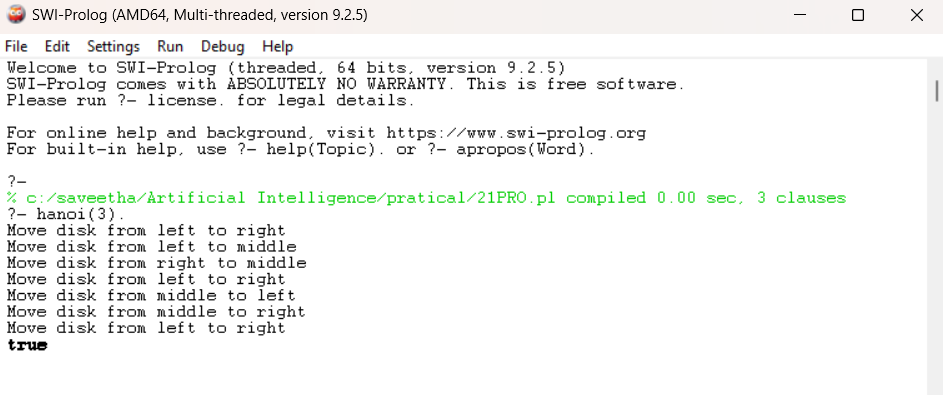 SWI-Prolog (AMD64, Multi-threaded, version 9.2.5)
File Edit Settings Run Debug Help
Welcome to SWI-Prolog (threaded, 64 bits, version 9.2.5)
SWI-Prolog comes with ABSOLUTELY NO WARRANTY. This is free software.
Please run ?- license. for legal details.
For online help and background, visit https://www.swi-prolog.org
For built-in help, use ?- help(Topic). or ?- apropos(Word).
?-
% c:/saveetha/Artificial Intelligence/pratical/21PRO.pl compiled 0.00 sec, 3 clauses
?- hanoi(3).
Move disk from left to right
Move disk from left to middle
Move disk from right to middle
Move disk from left to right
Move disk from middle to left
Move disk from middle to right
Move disk from left to right
true